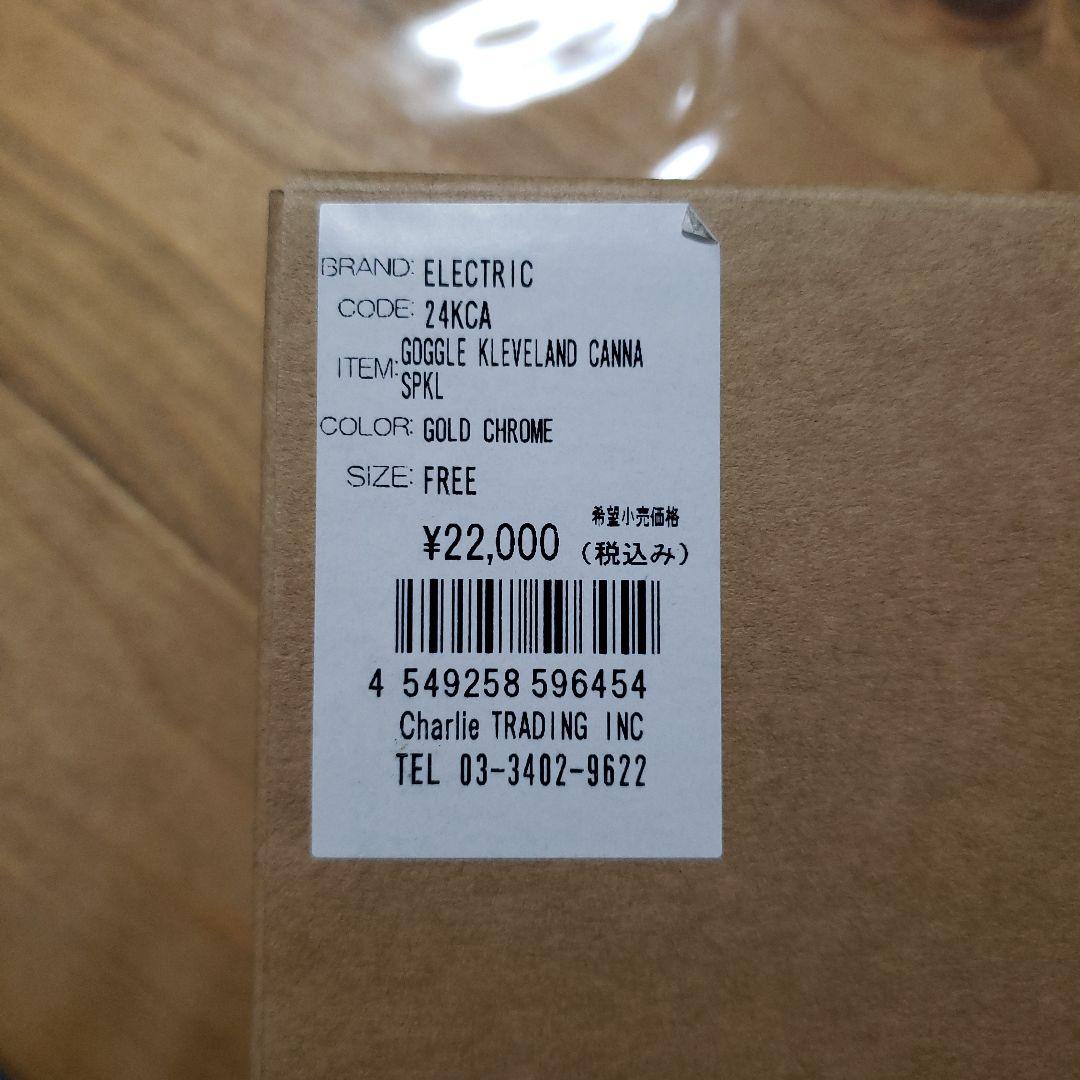 BRAND: ELECTRIC
CODE: 24KCA
ITEM: GOGGLE KLEVELAND CANNA
SPKL
COLOR: GOLD CHROME
SIZE: FREE
希望小売価格
¥22,000 (税込み)
4 549258 596454
Charlie TRADING INC
TEL 03-3402-9622